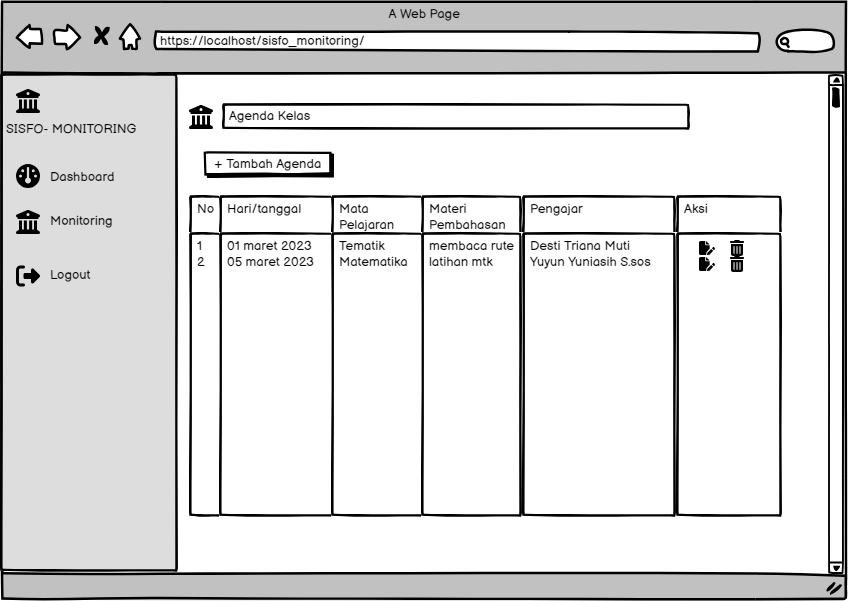 A Web Page
https://localhost/sisfo_monitoring/
SISFO- MONITORING
Dashboard
Monitoring
Logout
Agenda Kelas
+ Tambah Agenda
No Hari/tanggal Mata Pelajaran Materi Pembahasan Pengajar Aksi
1 01 maret 2023 Tematik membaca rute Desti Triana Muti
2 05 maret 2023 Matematika latihan mtk Yuyun Yuniasih S.sos